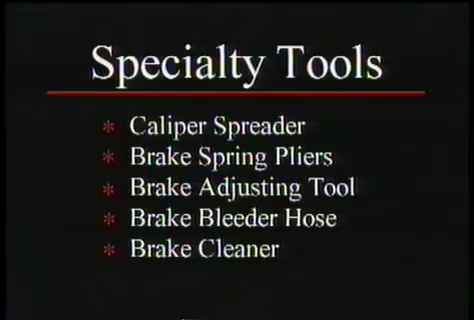 Specialty Tools
* Caliper Spreader
* Brake Spring Pliers
* Brake Adjusting Tool
* Brake Bleeder Hose
* Brake Cleaner